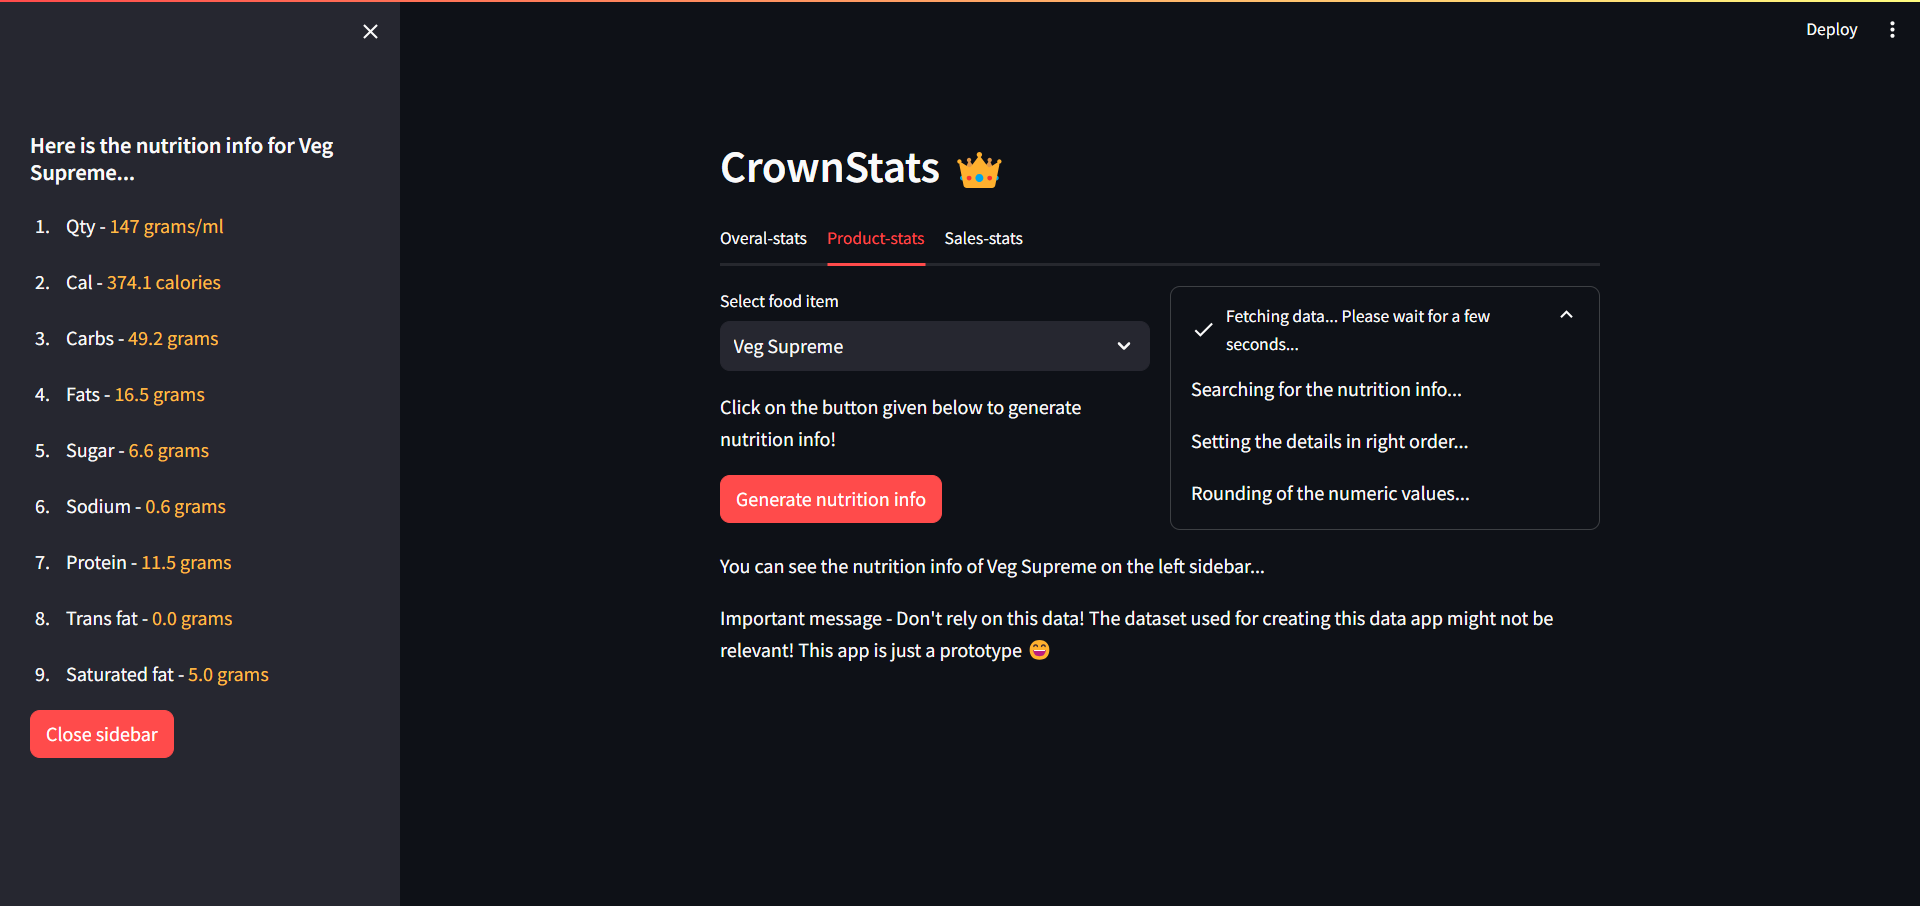 Here is the nutrition info for Veg
Supreme...
1. Qty - 147 grams/ml
2. Cal - 374.1 calories
3. Carbs - 49.2 grams
4. Fats - 16.5 grams
5. Sugar - 6.6 grams
6. Sodium - 0.6 grams
7. Protein - 11.5 grams
8. Trans fat - 0.0 grams
9. Saturated fat - 5.0 grams
Close sidebar
Deploy
CrownStats 👑
Overal-stats Product-stats Sales-stats
Select food item
Veg Supreme
Click on the button given below to generate
nutrition info!
Generate nutrition info
Fetching data... Please wait for a few
seconds...
Searching for the nutrition info...
Setting the details in right order...
Rounding of the numeric values...
You can see the nutrition info of Veg Supreme on the left sidebar...
Important message - Don't rely on this data! The dataset used for creating this data app might not be
relevant! This app is just a prototype 😄